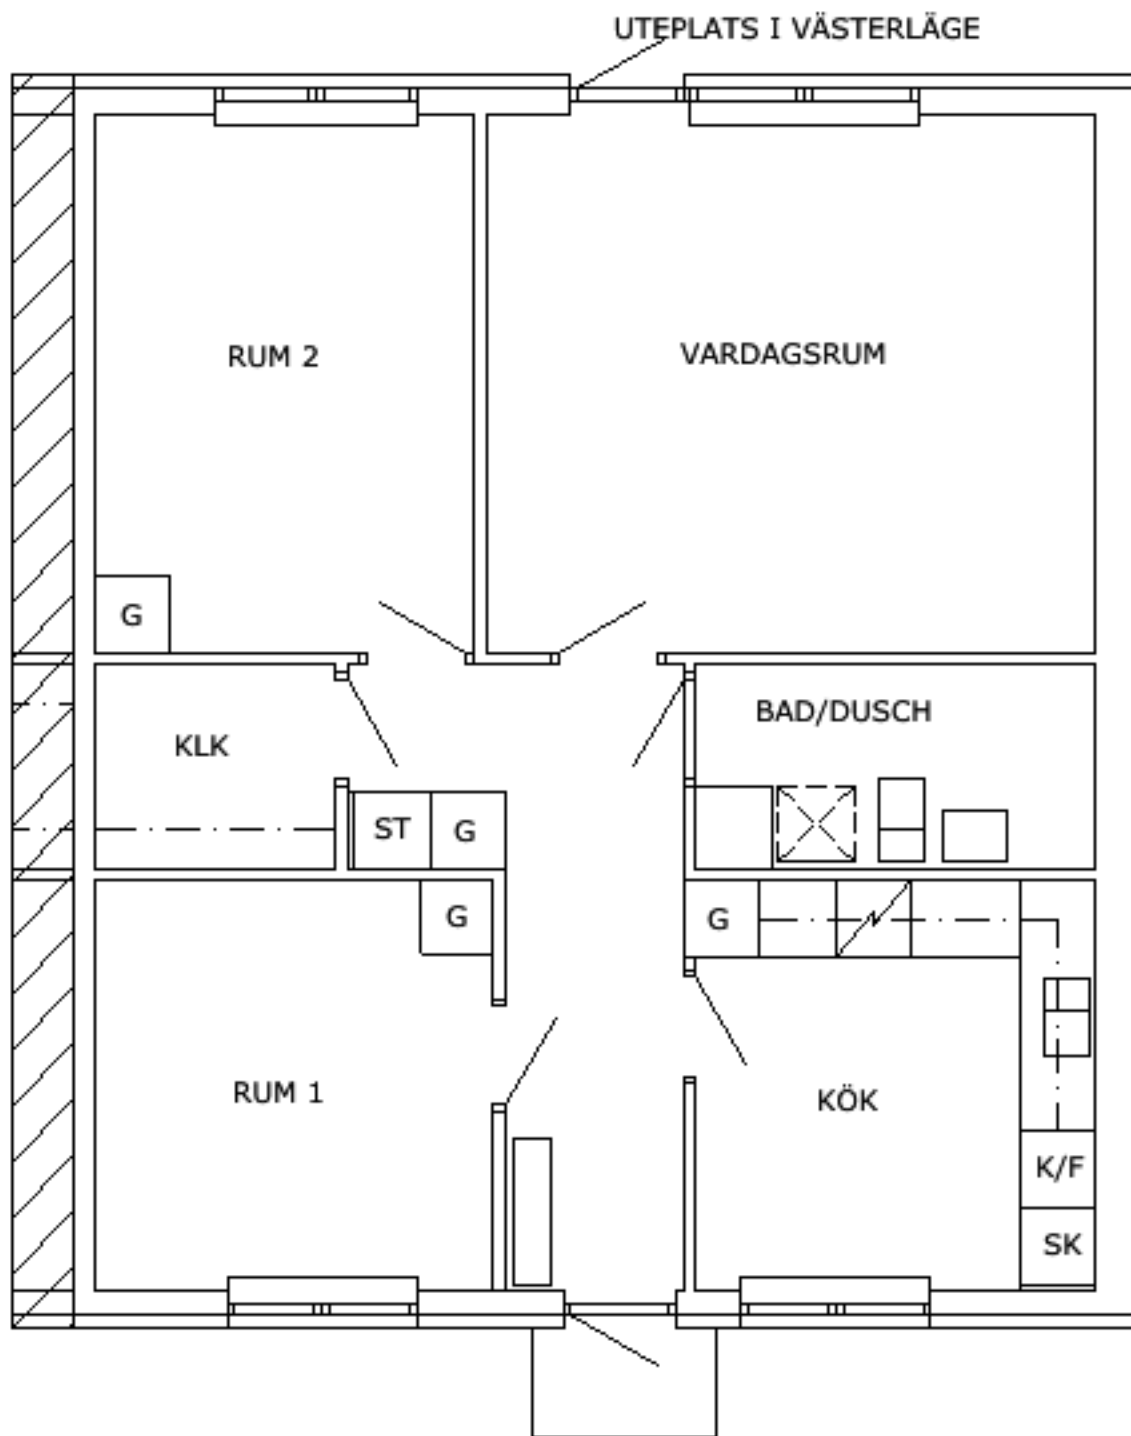 UTEPLATS I VÄSTERLÄGE
RUM 2
VARDAGSRUM
G
BAD/DUSCH
KLK
ST
G
G
G
RUM 1
KÖK
K/F
SK